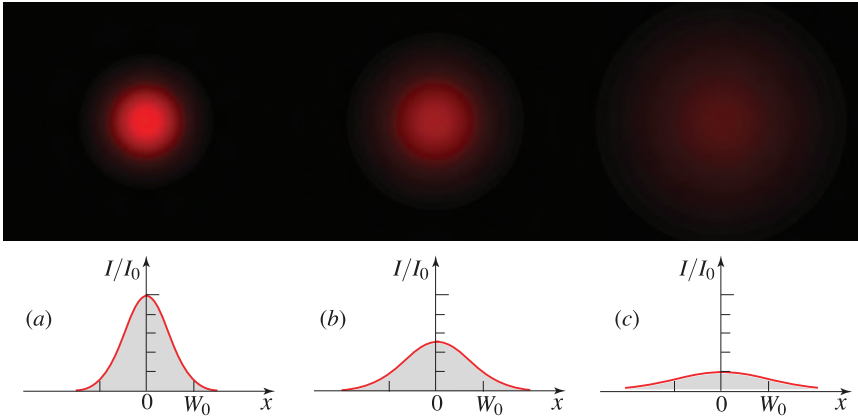 I/I₀ I/I₀ I/I₀
(a) (b) (c)
0 W₀ x 0 W₀ x 0 W₀ x